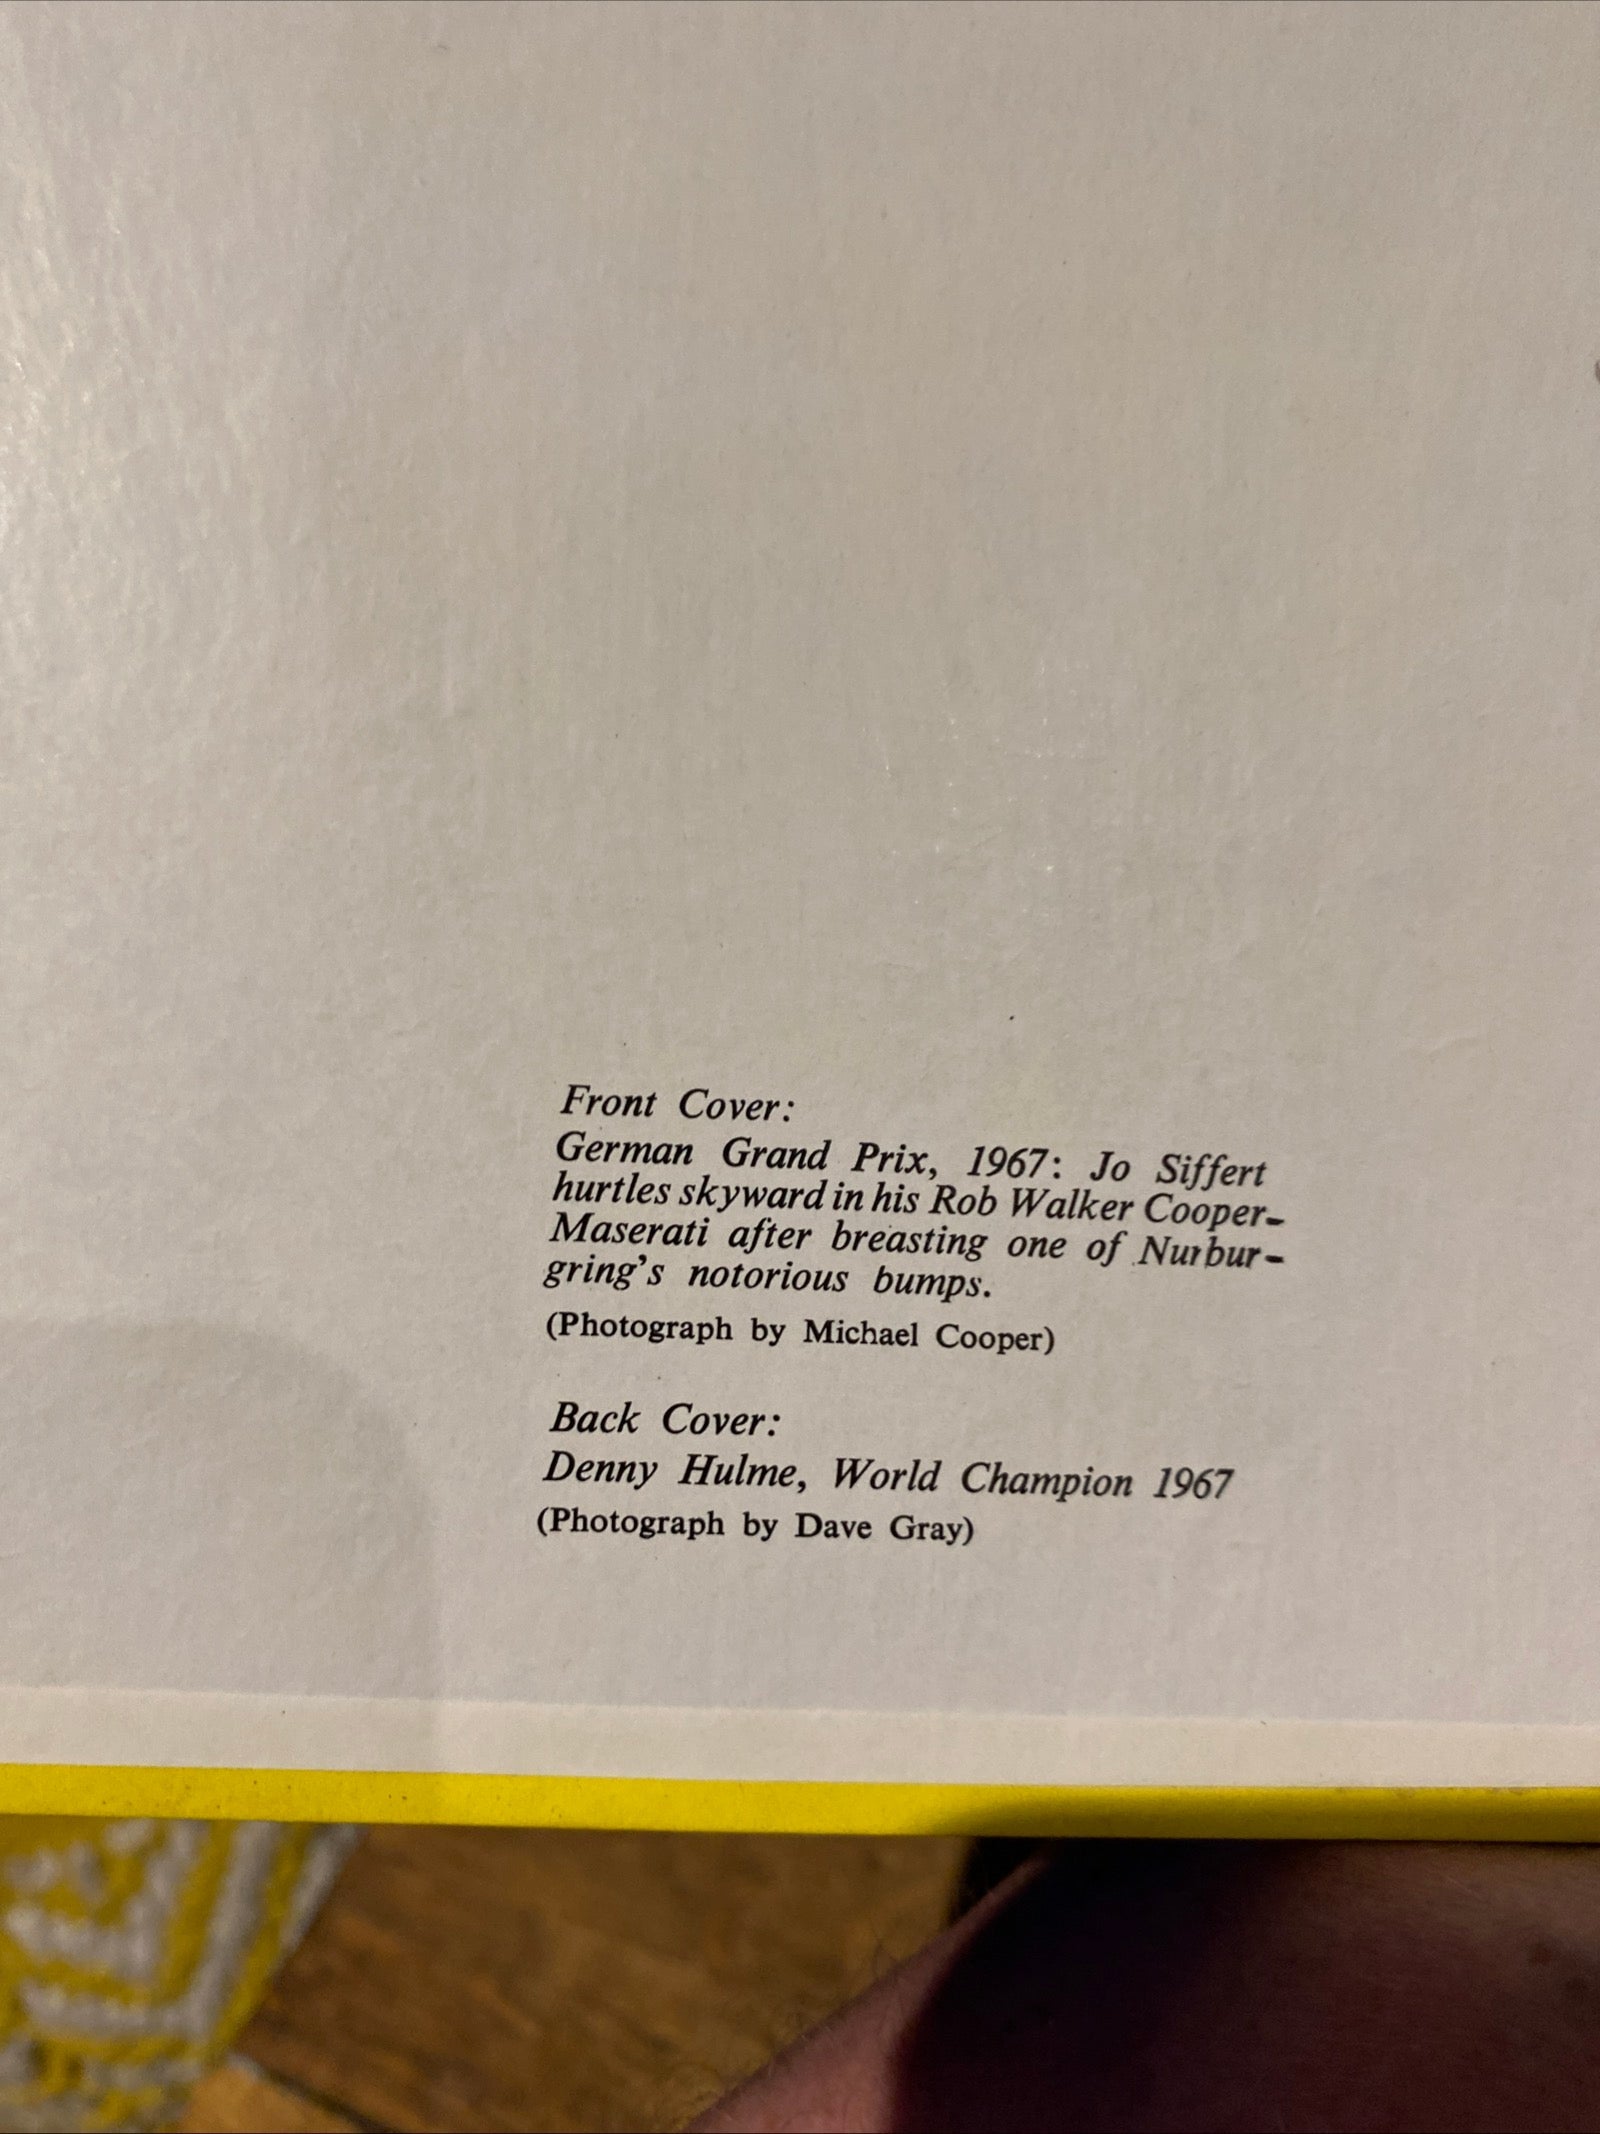 Front Cover:
German Grand Prix, 1967: Jo Siffert
hurtles skyward in his Rob Walker Cooper-
Maserati after breasting one of Nurbur-
gring's notorious bumps.
(Photograph by Michael Cooper)
Back Cover:
Denny Hulme, World Champion 1967
(Photograph by Dave Gray)